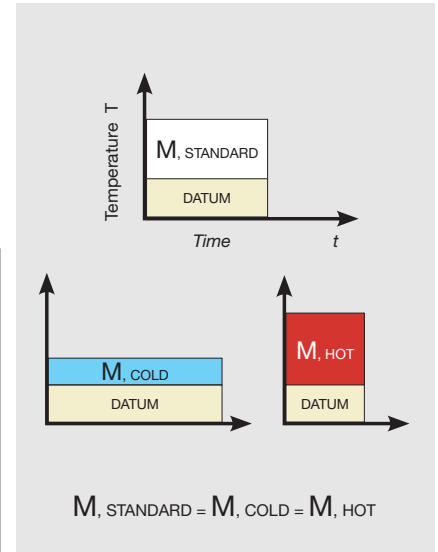 Temperature T
M, STANDARD
DATUM
Time t
M, COLD
DATUM
M, HOT
DATUM
M, STANDARD = M, COLD = M, HOT